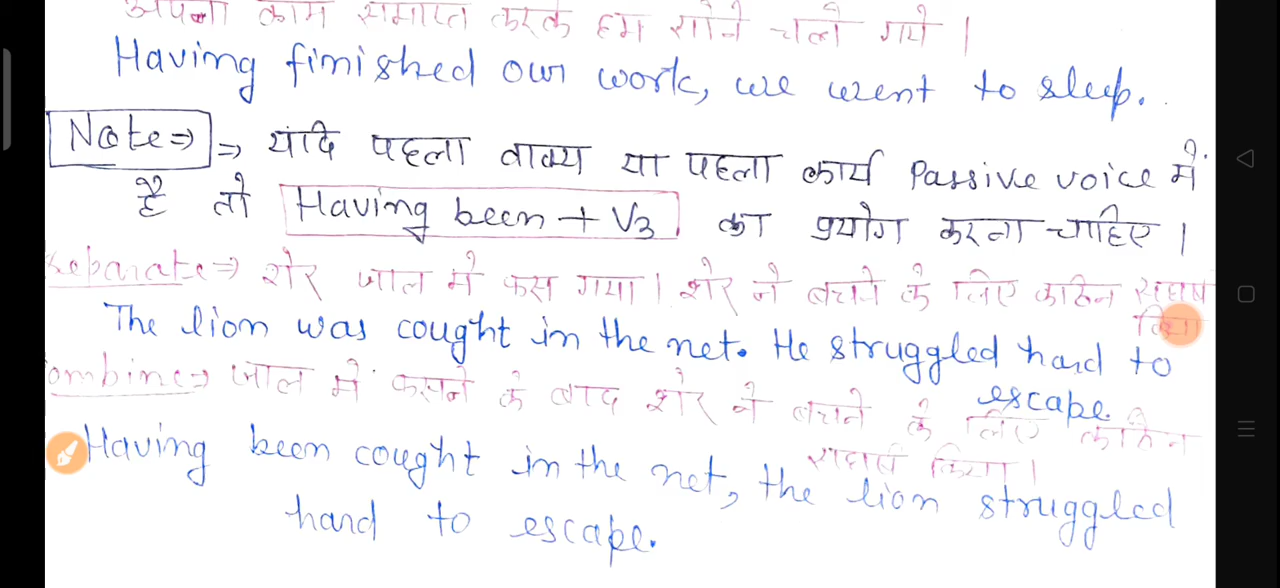 अपना काम समाप्त करके हम सोने चले गये।
Having finished our work, we went to sleep.
Note⇒ ⇒ यदि पहला वाक्य या पहला कार्य Passive voice में
है तो Having been + V3 का प्रयोग करना चाहिए।
Separate⇒ शेर जाल में फस गया। शेर ने बचने के लिए कठिन संघर्ष
किया
The lion was cought in the net. He struggled hard to
escape.
ombine⇒ जाल में फसने के बाद शेर ने बचने के लिए कठिन
संघर्ष किया।
Having been cought in the net, the lion struggled
hard to escape.